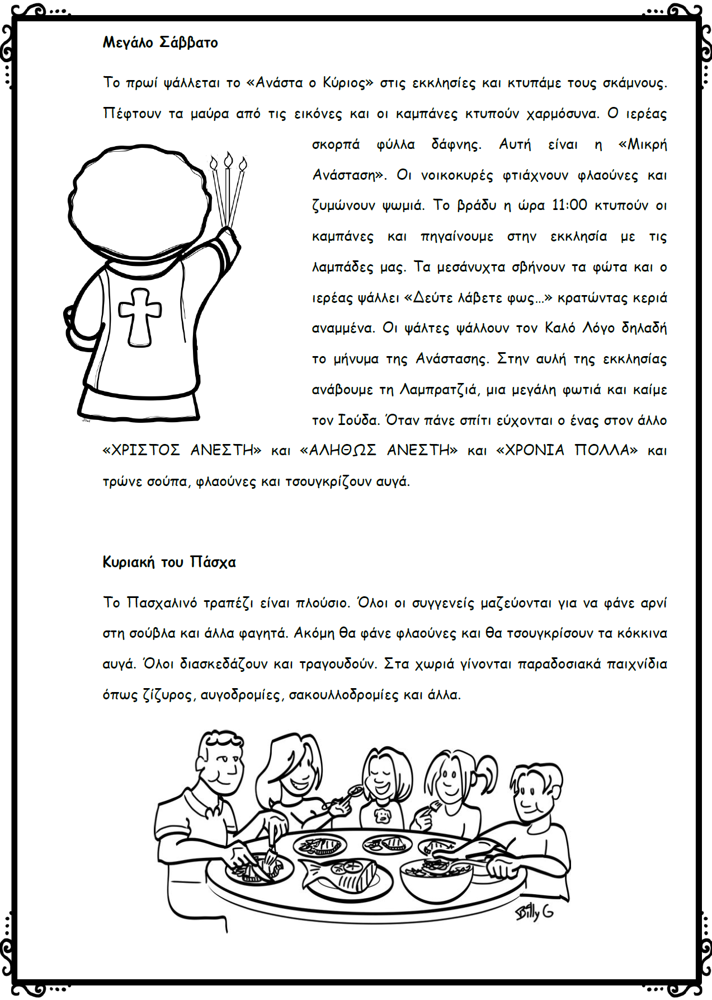 Μεγάλο Σάββατο
Το πρωί ψάλλεται το «Ανάστα ο Κύριος» στις εκκλησίες και κτυπάμε τους σκάμνους.
Πέφτουν τα μαύρα από τις εικόνες και οι καμπάνες κτυπούν χαρμόσυνα. Ο ιερέας
σκορπά φύλλα δάφνης. Αυτή είναι η «Μικρή
Ανάσταση». Οι νοικοκυρές φτιάχνουν φλαούνες και
ζυμώνουν ψωμιά. Το βράδυ η ώρα 11:00 κτυπούν οι
καμπάνες και πηγαίνουμε στην εκκλησία με τις
λαμπάδες μας. Τα μεσάνυχτα σβήνουν τα φώτα και ο
ιερέας ψάλλει «Δεύτε λάβετε φως...» κρατώντας κεριά
αναμμένα. Οι ψάλτες ψάλλουν τον Καλό Λόγο δηλαδή
το μήνυμα της Ανάστασης. Στην αυλή της εκκλησίας
ανάβουμε τη Λαμπρατζιά, μια μεγάλη φωτιά και καίμε
τον Ιούδα. Όταν πάνε σπίτι εύχονται ο ένας στον άλλο
«ΧΡΙΣΤΟΣ ΑΝΕΣΤΗ» και «ΑΛΗΘΩΣ ΑΝΕΣΤΗ» και «ΧΡΟΝΙΑ ΠΟΛΛΑ» και
τρώνε σούπα, φλαούνες και τσουγκρίζουν αυγά.
Κυριακή του Πάσχα
Το Πασχαλινό τραπέζι είναι πλούσιο. Όλοι οι συγγενείς μαζεύονται για να φάνε αρνί
στη σούβλα και άλλα φαγητά. Ακόμη θα φάνε φλαούνες και θα τσουγκρίσουν τα κόκκινα
αυγά. Όλοι διασκεδάζουν και τραγουδούν. Στα χωριά γίνονται παραδοσιακά παιχνίδια
όπως ζίζυρος, αυγοδρομίες, σακουλλοδρομίες και άλλα.
Billy G